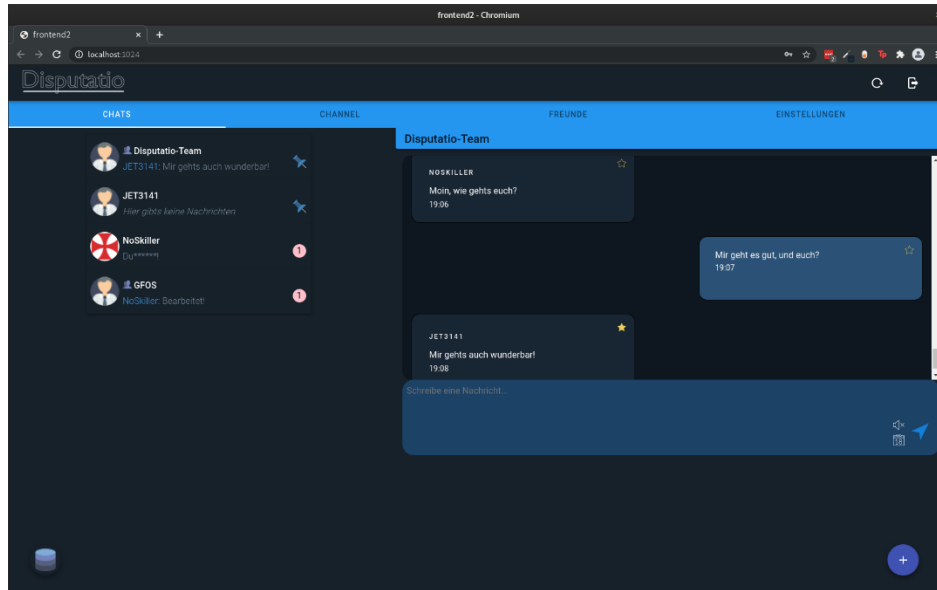 frontend2 - Chromium
frontend2
localhost:1024
Disputatio
CHATS
CHANNEL
FREUNDE
EINSTELLUNGEN
Disputatio-Team
JET3141: Mir gehts auch wunderbar!
JET3141
Hier gibts keine Nachrichten
NoSkiller
Du******!
1
GFOS
NoSkiller: Bearbeitet!
1
Disputatio-Team
NOSKILLER
Moin, wie gehts euch?
19:06
Mir geht es gut, und euch?
19:07
JET3141
Mir gehts auch wunderbar!
19:08
Schreibe eine Nachricht...